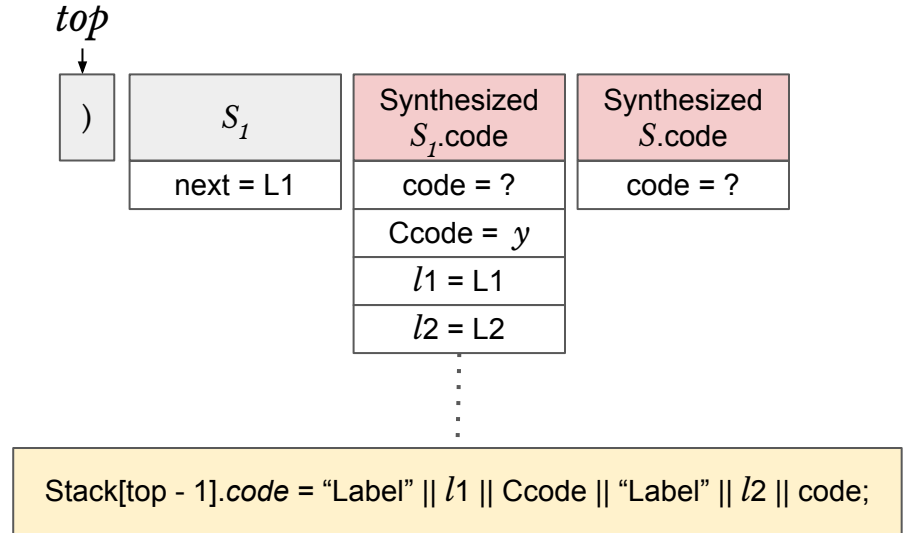 top
)
S1
Synthesized
S1.code
Synthesized
S.code
next = L1
code = ?
code = ?
Ccode = y
l1 = L1
l2 = L2
Stack[top - 1].code = “Label” || l1 || Ccode || “Label” || l2 || code;